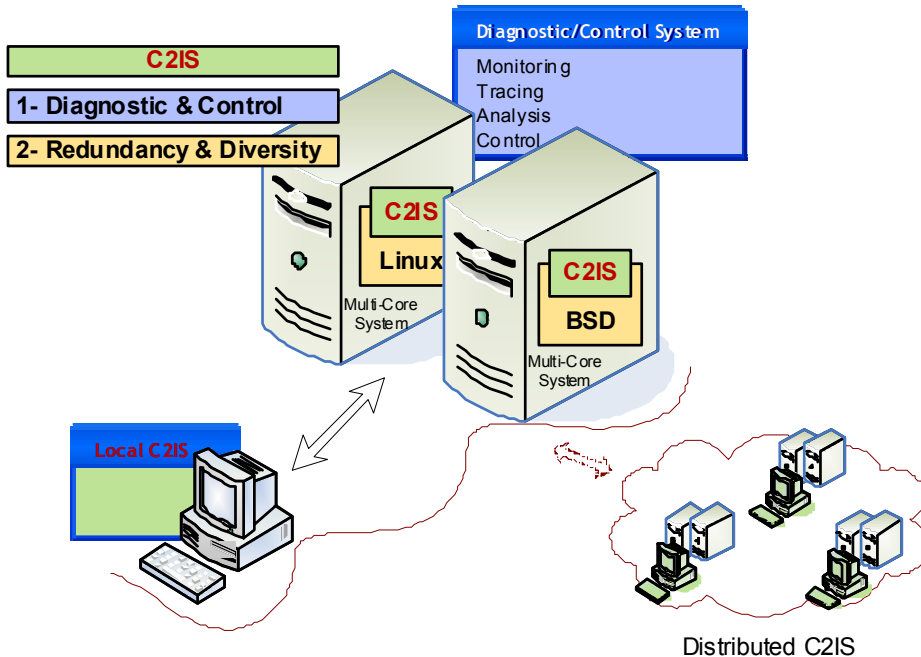 Diagnostic/Control System
Monitoring
Tracing
Analysis
Control
C2IS
1- Diagnostic & Control
2- Redundancy & Diversity
C2IS
Linux
Multi-Core
System
C2IS
BSD
Multi-Core
System
Local C2IS
Distributed C2IS